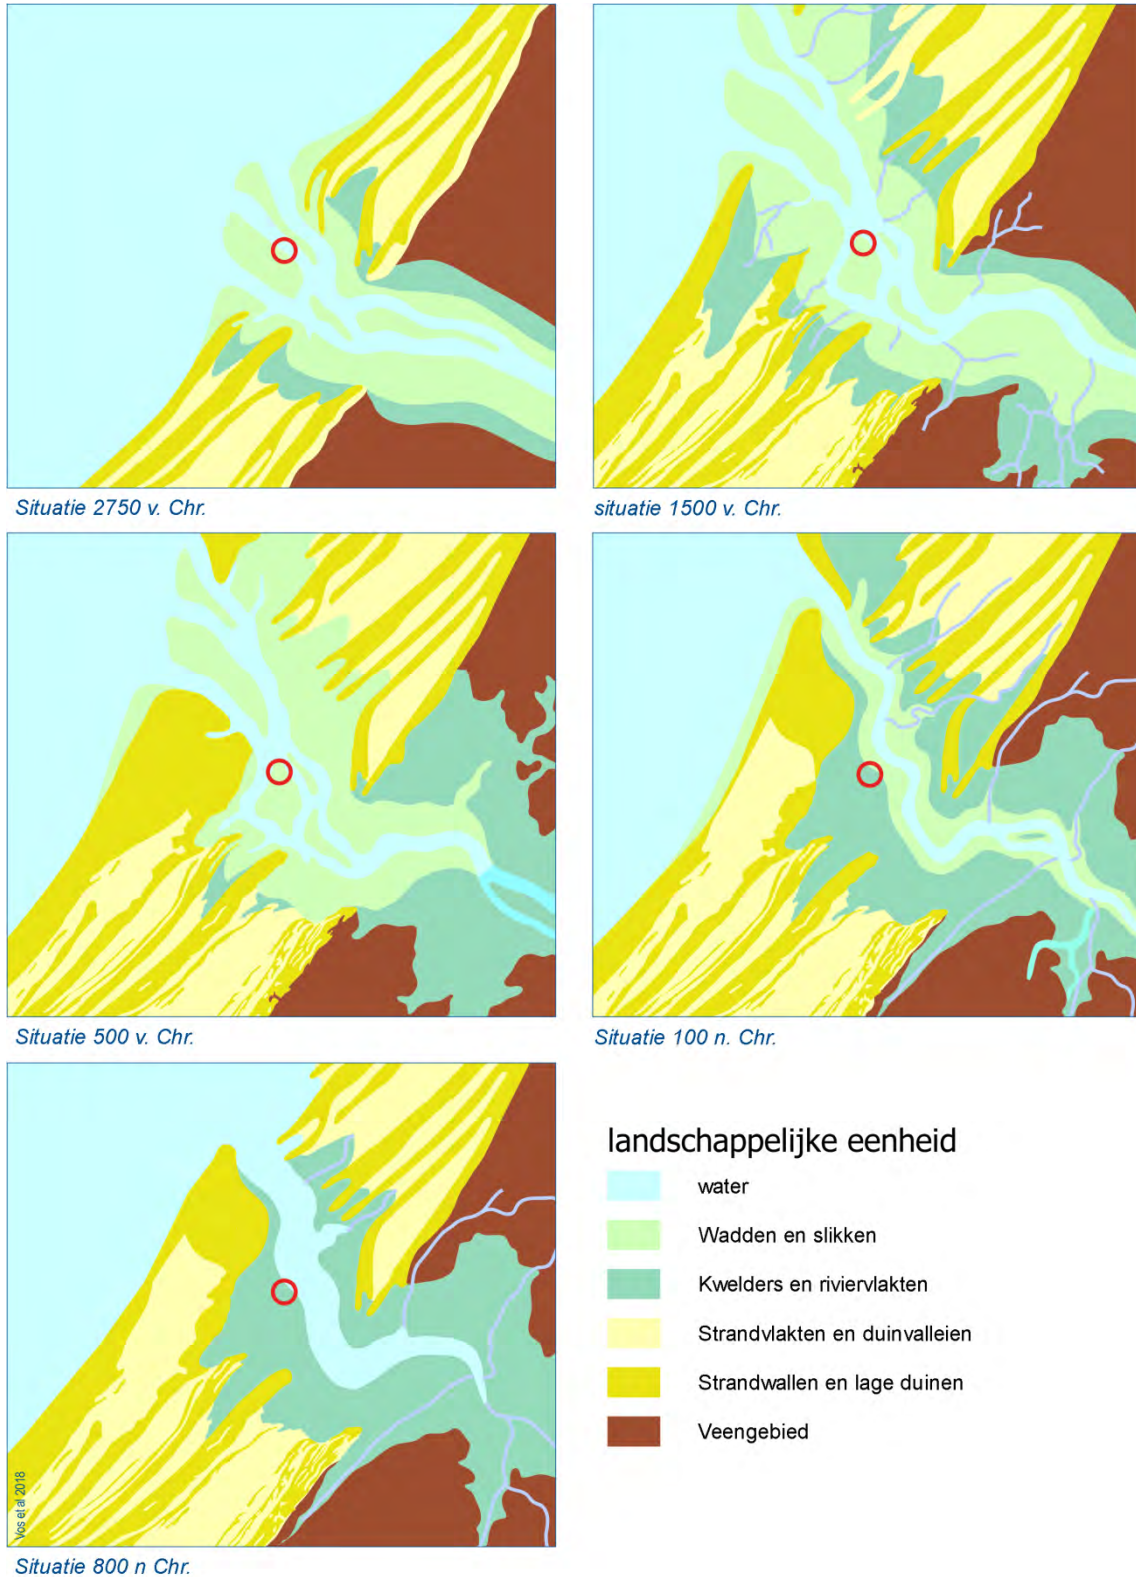 Situatie 2750 v. Chr.
situatie 1500 v. Chr.
Situatie 500 v. Chr.
Situatie 100 n. Chr.
landschappelijke eenheid
water
Wadden en slikken
Kwelders en riviervlakten
Strandvlakten en duinvalleien
Strandwallen en lage duinen
Veengebied
Vos et al 2018
Situatie 800 n Chr.